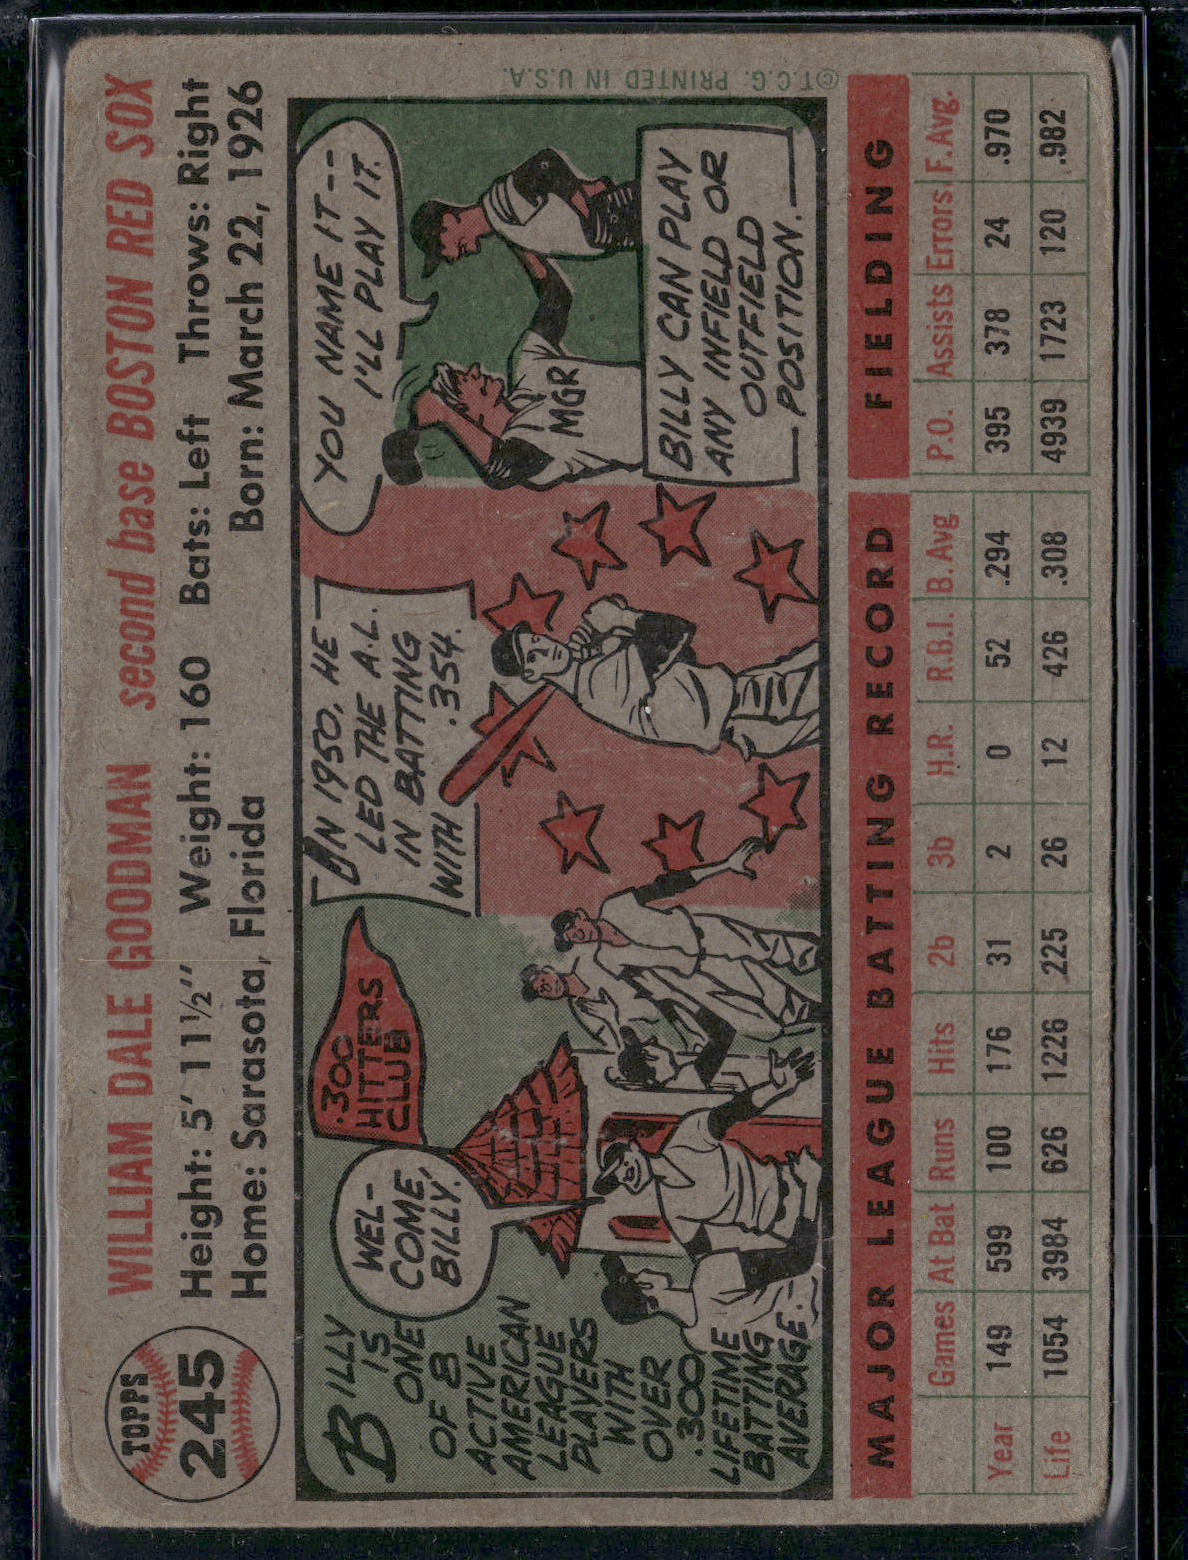 TOPPS
245
WILLIAM DALE GOODMAN second base BOSTON RED SOX
Height: 5' 11½" Weight: 160 Bats: Left Throws: Right
Home: Sarasota, Florida Born: March 22, 1926
BILLY
IS
ONE
OF 8
ACTIVE
AMERICAN
LEAGUE
PLAYERS
WITH
OVER
.300
LIFETIME
BATTING
AVERAGE.
WEL-
COME,
BILLY.
.300
HITTERS
CLUB
IN 1950, HE
LED THE A.L.
IN BATTING
WITH .354.
YOU NAME IT--
I'LL PLAY IT.
MGR
BILLY CAN PLAY
ANY INFIELD OR
OUTFIELD
POSITION.
©T.C.G. PRINTED IN U.S.A.
MAJOR LEAGUE BATTING RECORD FIELDING
Games At Bat Runs Hits 2b 3b H.R. R.B.I. B. Avg P.O. Assists Errors F. Avg.
Year 149 599 100 176 31 2 0 52 .294 395 378 24 .970
Life 1054 3984 626 1226 225 26 12 426 .308 4939 1723 120 .982